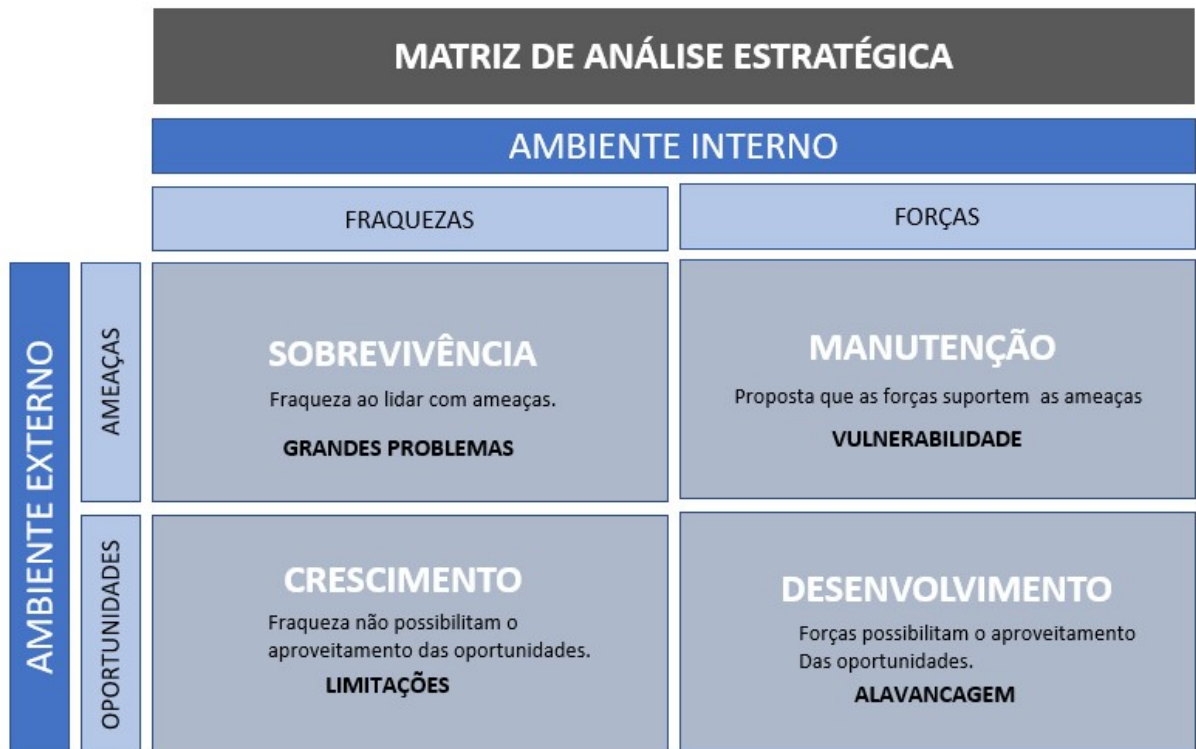 MATRIZ DE ANÁLISE ESTRATÉGICA
AMBIENTE INTERNO
FRAQUEZAS
FORÇAS
AMBIENTE EXTERNO
AMEAÇAS
SOBREVIVÊNCIA
Fraqueza ao lidar com ameaças.
GRANDES PROBLEMAS
MANUTENÇÃO
Proposta que as forças suportem as ameaças
VULNERABILIDADE
OPORTUNIDADES
CRESCIMENTO
Fraqueza não possibilitam o
aproveitamento das oportunidades.
LIMITAÇÕES
DESENVOLVIMENTO
Forças possibilitam o aproveitamento
Das oportunidades.
ALAVANCAGEM